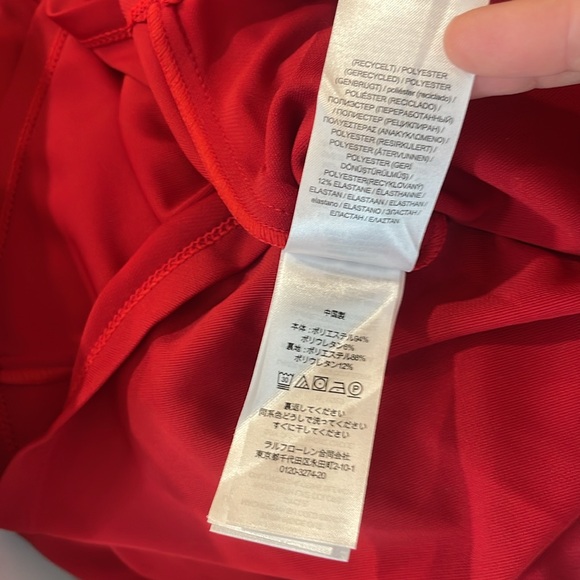 (RECYCELT) / POLYESTER
(GERECYCLED) / POLYESTER
(GENBRUGT) / poliéster (reciclado) /
POLIÉSTER (RECICLADO) /
ПОЛИЭСТЕР (ПЕРЕРАБОТАННЫЙ)
/ ПОЛИЕСТЕР (РЕЦИКЛИРАН) /
ΠΟΛΥΕΣΤΕΡΑΣ (ΑΝΑΚΥΚΛΩΜΕΝΟ) /
POLYESTER (RESIRKULERT) /
POLYESTER (ÅTERVUNNEN) /
POLYESTER (GERİ
DÖNÜŞTÜRÜLMÜŞ) /
POLYESTER(RECYKLOVANY)
12% ELASTANE / ÉLASTHANNE /
ELASTAN / ELASTAAN / ELASTHAN /
elastano / ELASTANO / ЭЛАСТАН /
ЕЛАСТАН / ΕΛΑΣΤΑΝ
中国製
本体：ポリエステル94%
ポリウレタン6%
裏地：ポリエステル88%
ポリウレタン12%
30
P
裏返してください
同系色どうしで洗ってください
すぐに干してください
ラルフローレン合同会社
東京都千代田区永田町2-10-1
0120-3274-20